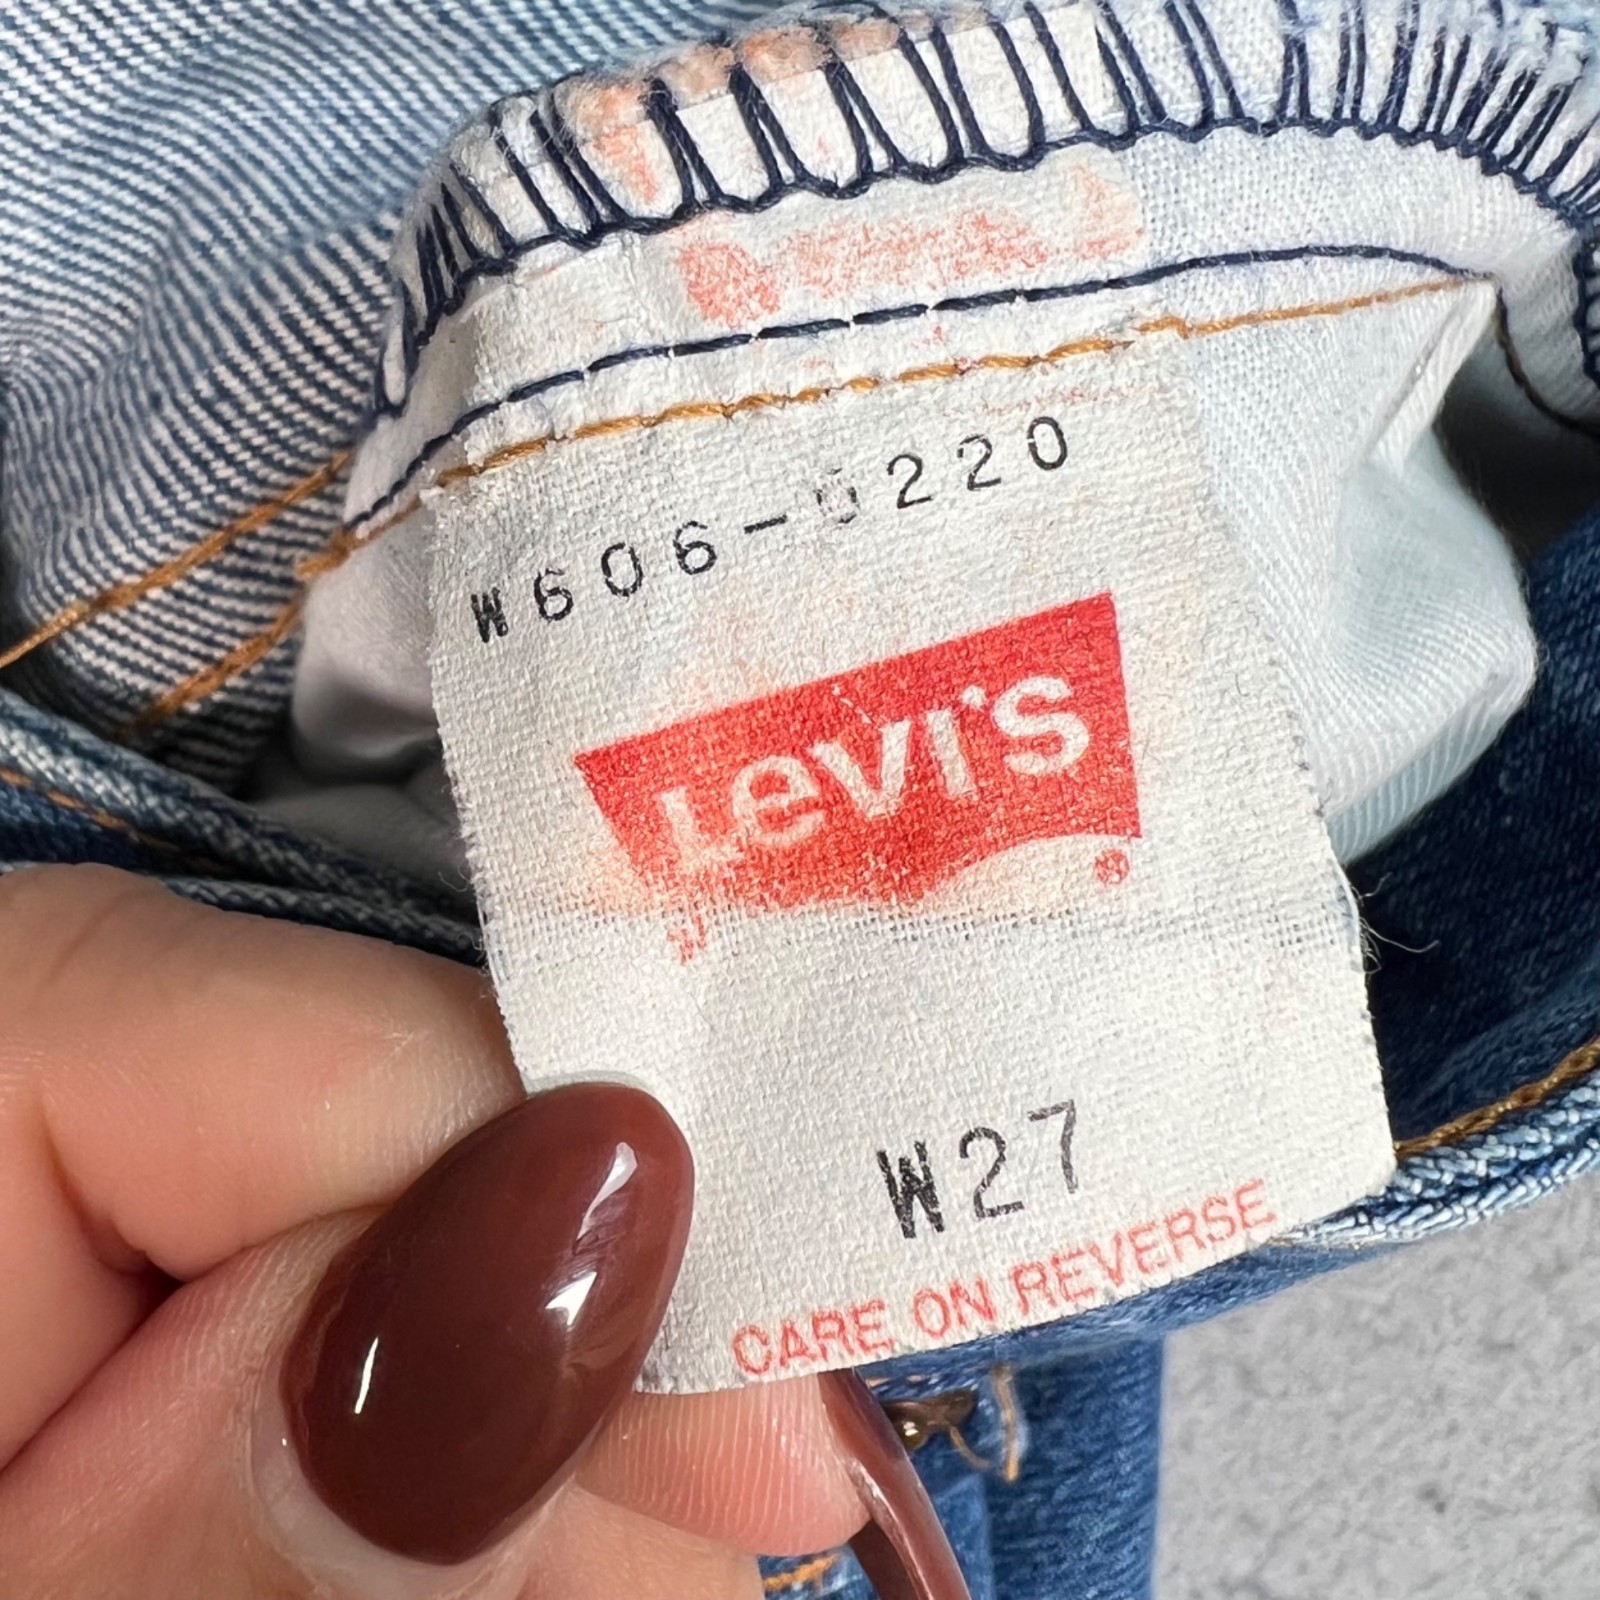 W606-0220
Levi's
®
W27
CARE ON REVERSE